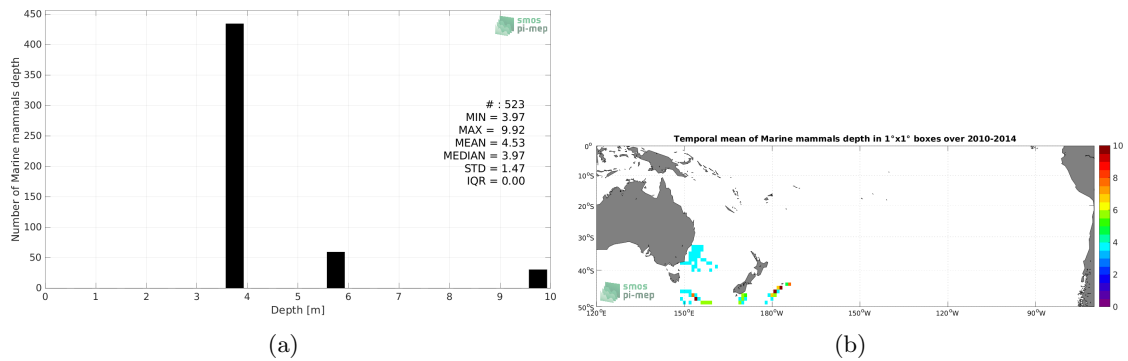 450
400
350
300
250
200
150
100
50
0
Number of Marine mammals depth
smos
pi-mep
# : 523
MIN = 3.97
MAX = 9.92
MEAN = 4.53
MEDIAN = 3.97
STD = 1.47
IQR = 0.00
0 1 2 3 4 5 6 7 8 9 10
Depth [m]
(a)
Temporal mean of Marine mammals depth in 1°x1° boxes over 2010-2014
0°
10°S
20°S
30°S
40°S
50°S
120°E 150°E 180°W 150°W 120°W 90°W
smos
pi-mep
10
8
6
4
2
0
(b)